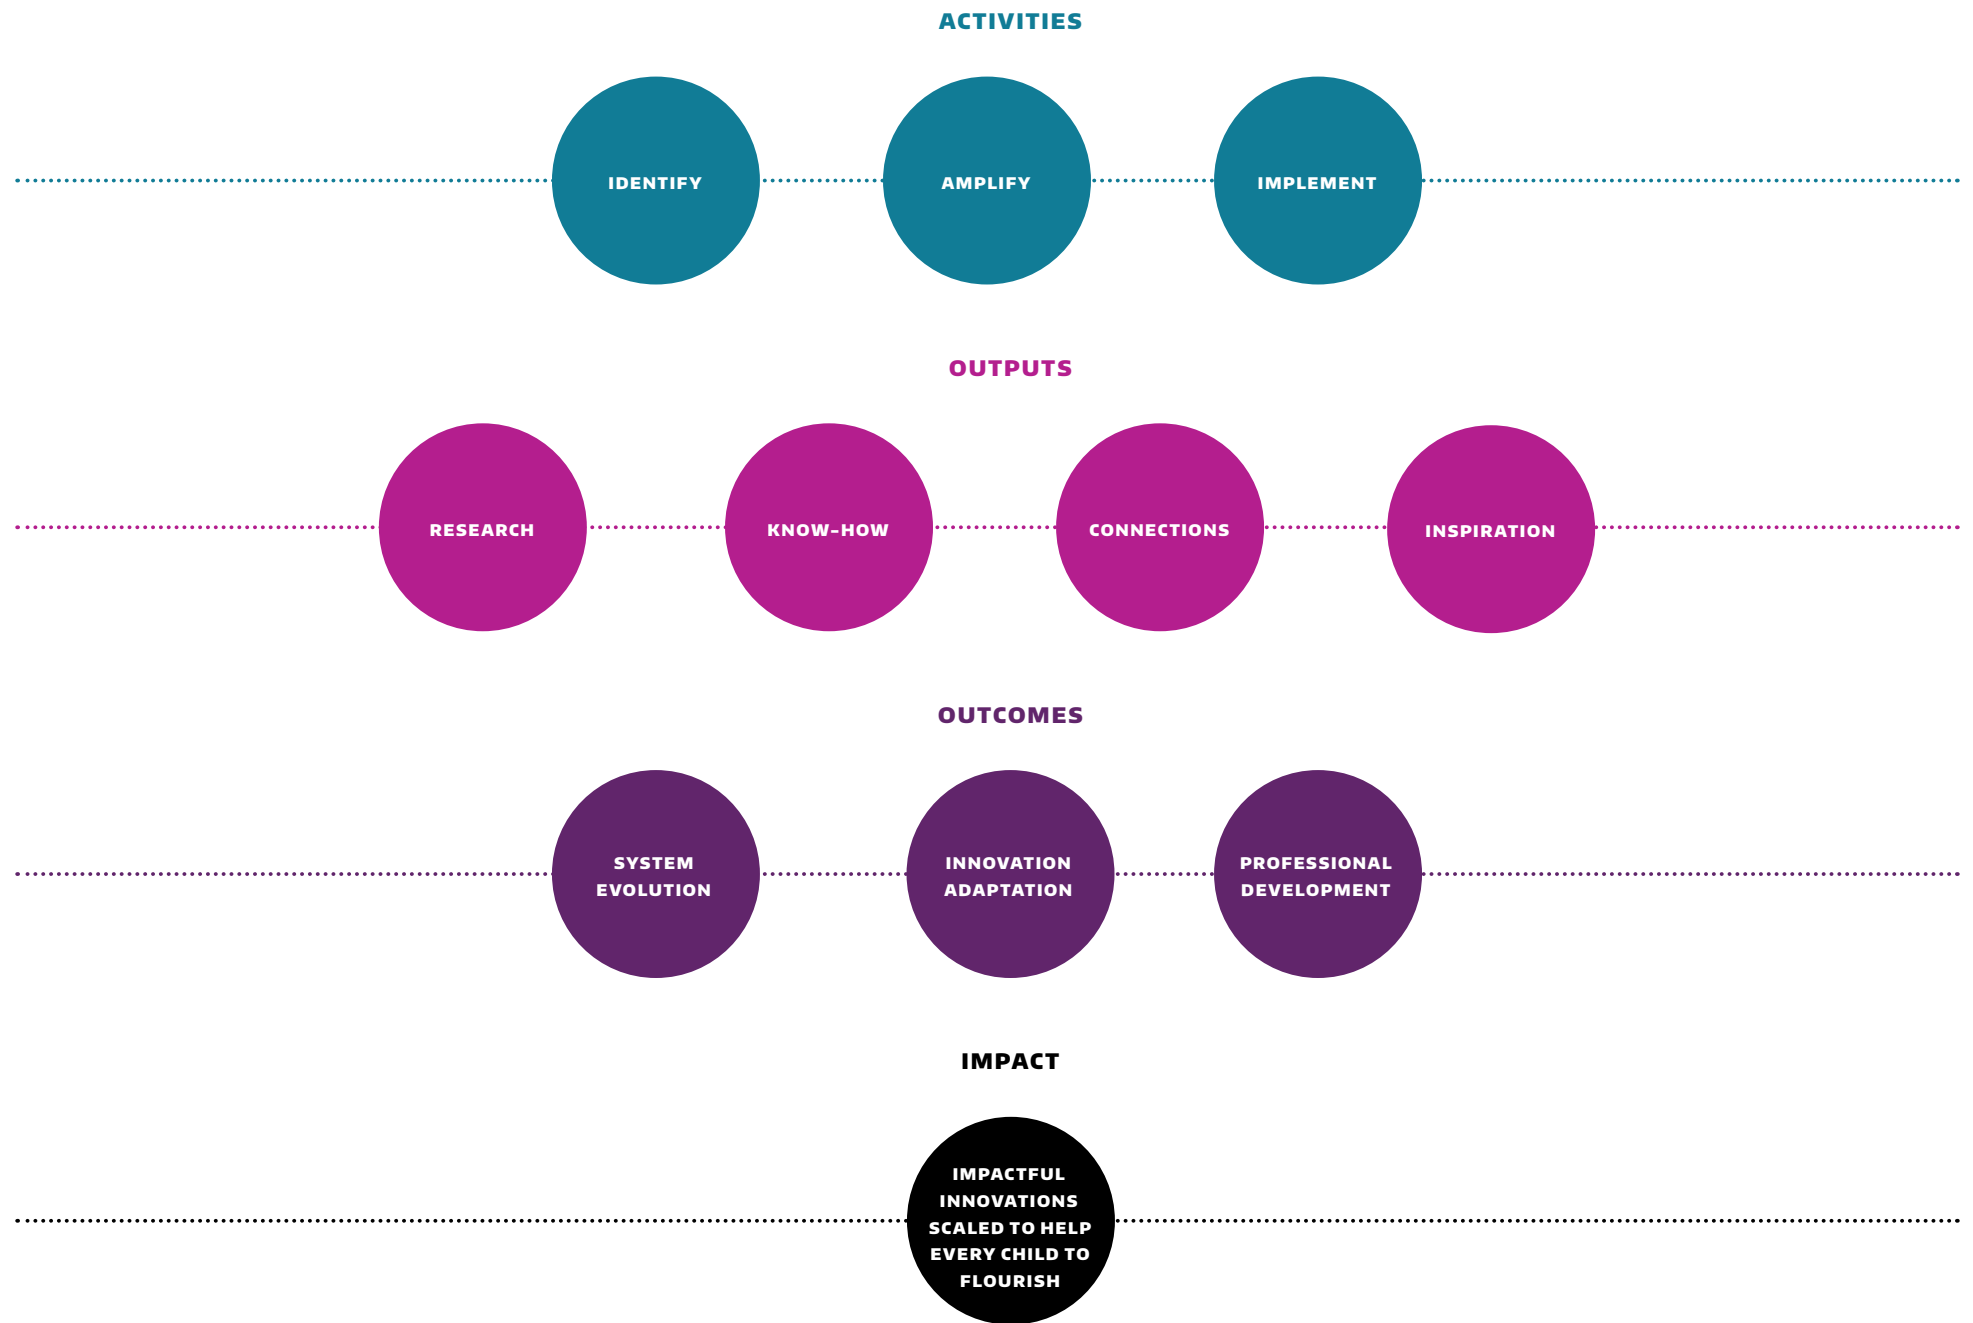 ACTIVITIES
IDENTIFY
AMPLIFY
IMPLEMENT
OUTPUTS
RESEARCH
KNOW-HOW
CONNECTIONS
INSPIRATION
OUTCOMES
SYSTEM
EVOLUTION
INNOVATION
ADAPTATION
PROFESSIONAL
DEVELOPMENT
IMPACT
IMPACTFUL
INNOVATIONS
SCALED TO HELP
EVERY CHILD TO
FLOURISH